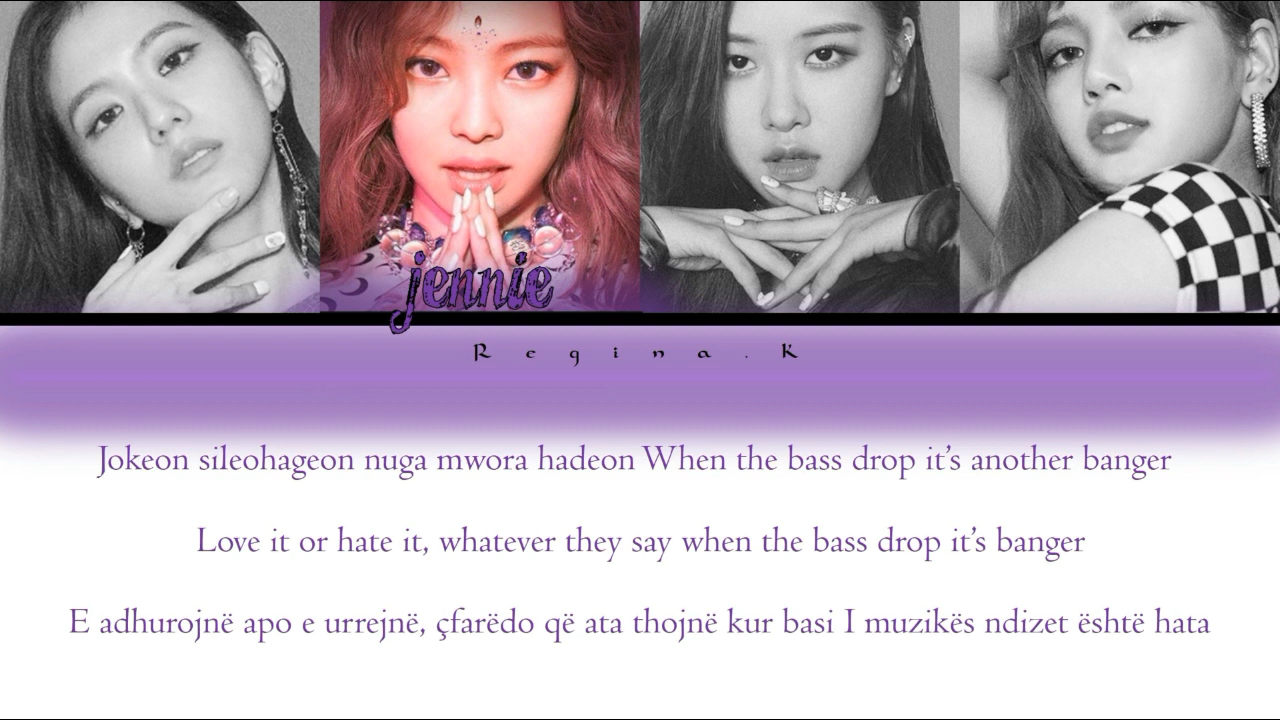 jennie
Regina.K
Jokeon sileohageon nuga mwora hadeon When the bass drop it's another banger
Love it or hate it, whatever they say when the bass drop it's banger
E adhurojnë apo e urrejnë, çfarëdo që ata thojnë kur basi I muzikës ndizet është hata